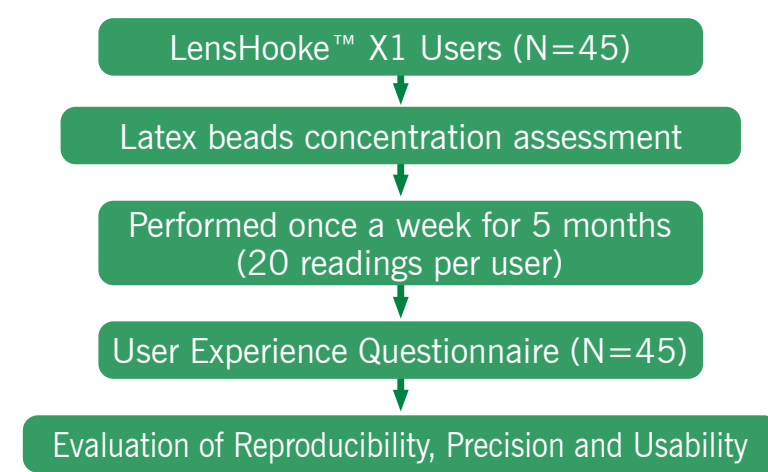 LensHooke™ X1 Users (N=45)
Latex beads concentration assessment
Performed once a week for 5 months
(20 readings per user)
User Experience Questionnaire (N=45)
Evaluation of Reproducibility, Precision and Usability